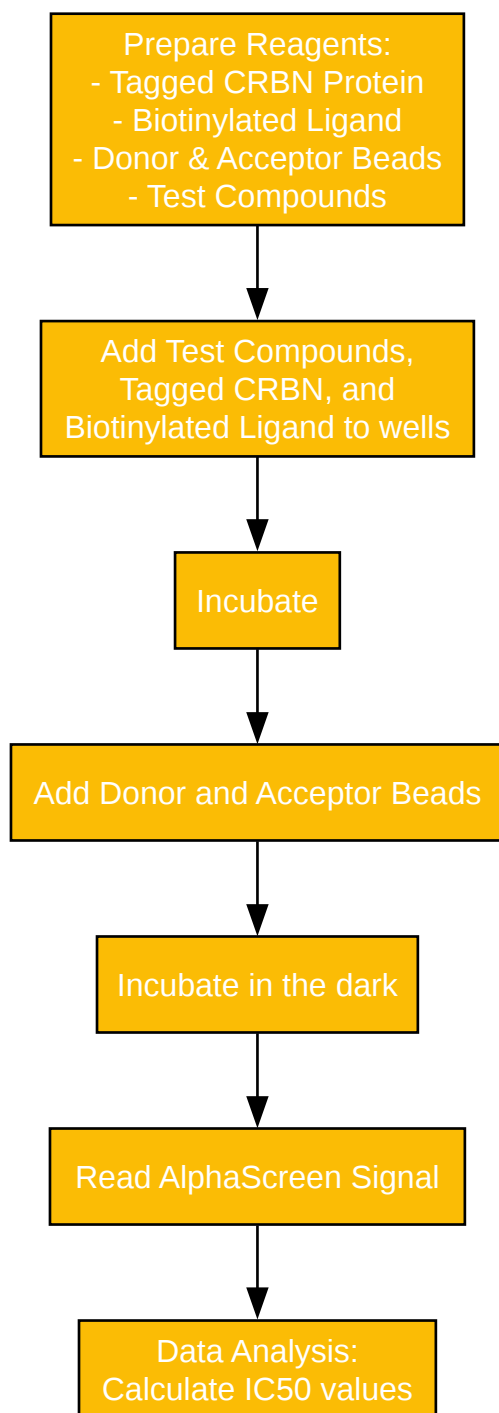 Prepare Reagents:
- Tagged CRBN Protein
- Biotinylated Ligand
- Donor & Acceptor Beads
- Test Compounds
Add Test Compounds,
Tagged CRBN, and
Biotinylated Ligand to wells
Incubate
Add Donor and Acceptor Beads
Incubate in the dark
Read AlphaScreen Signal
Data Analysis:
Calculate IC50 values